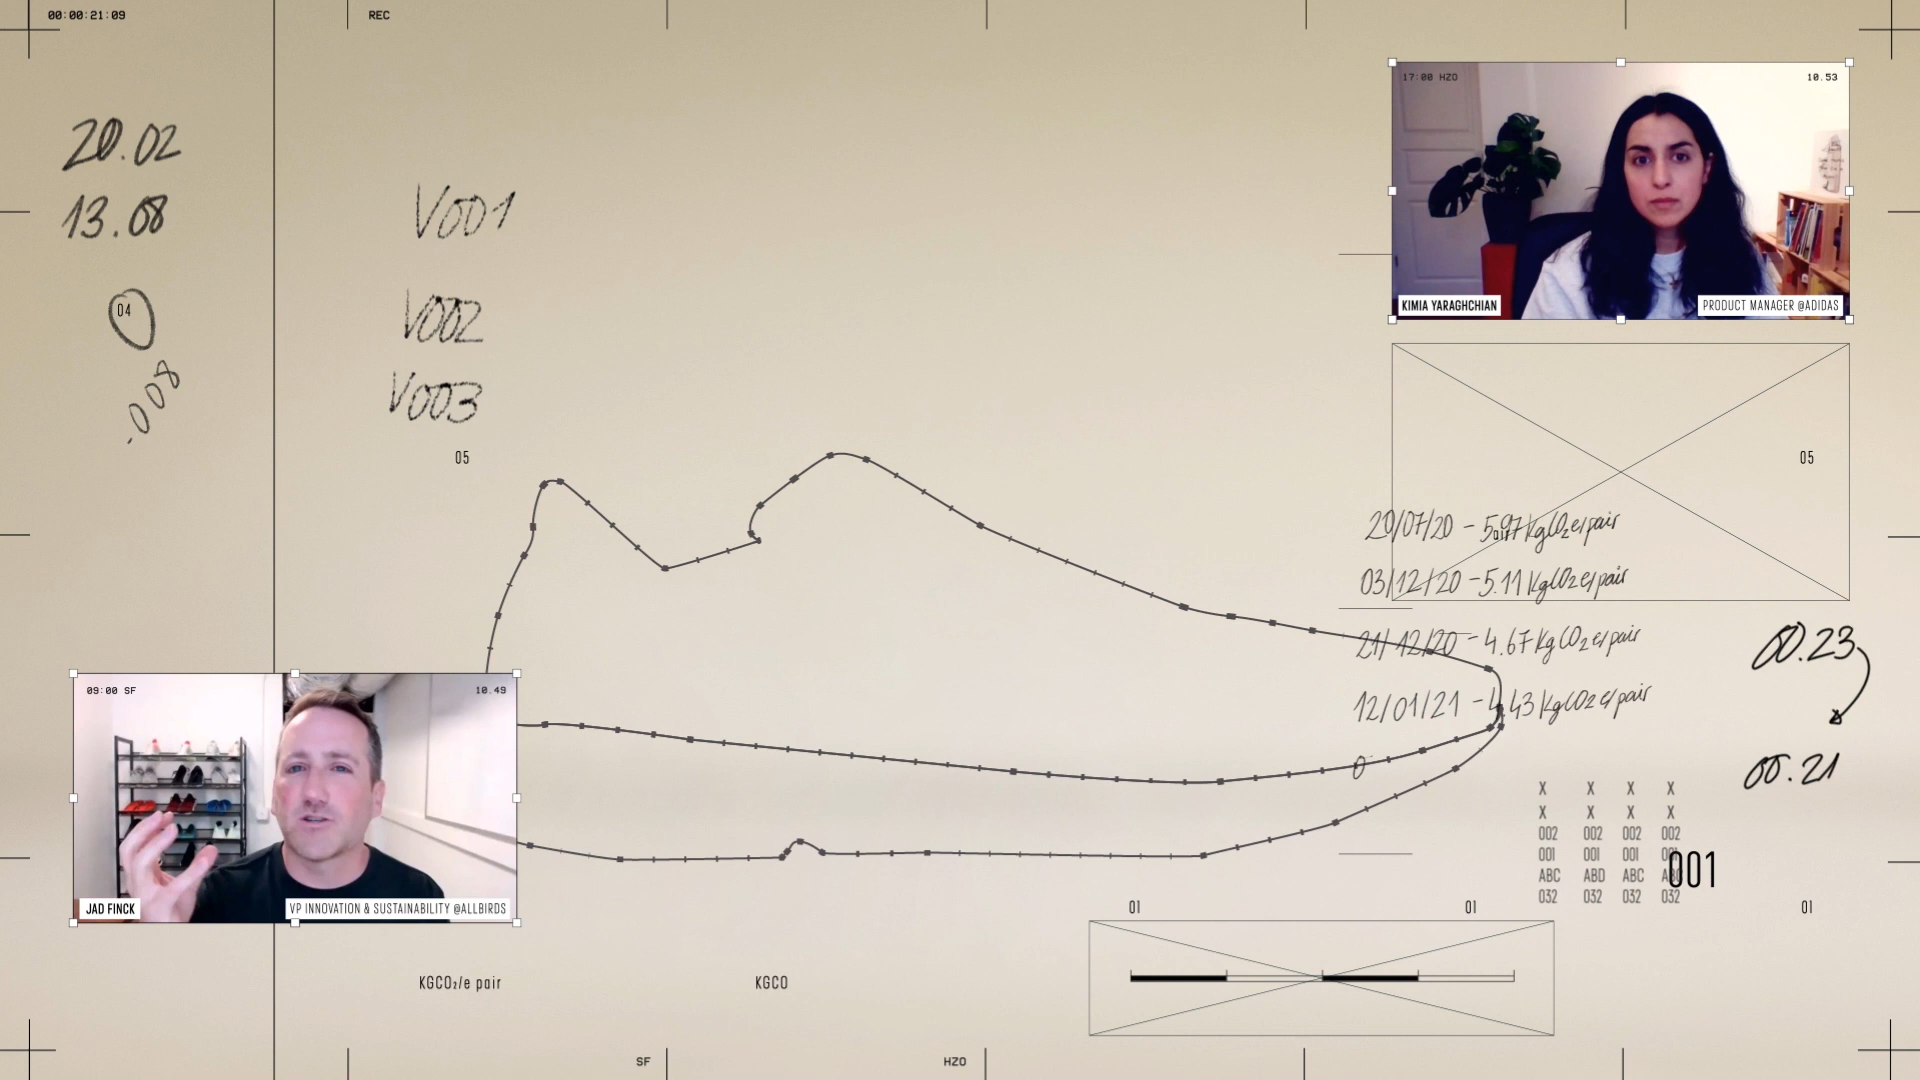 00:00:21:09
REC
20.02
13.08
04
.008
V001
V002
V003
05
17:00 HZO
10.53
KIMIA YARAGHCHIAN
PRODUCT MANAGER @ADIDAS
05
20/07/20 - 5.97 KgCO2e/pair
03/12/20 - 5.11 KgCO2e/pair
21/12/20 - 4.67 KgCO2e/pair
12/01/21 - 4.43 KgCO2e/pair
0
00.23
00.21
09:00 SF
10.49
JAD FINCK
VP INNOVATION & SUSTAINABILITY @ALLBIRDS
X X X X
X X X X
002 002 002 002
001 001 001 001
ABC ABD ABC
032 032 032 032
001
01
01
01
KGCO₂/e pair
KGCO
SF
HZO